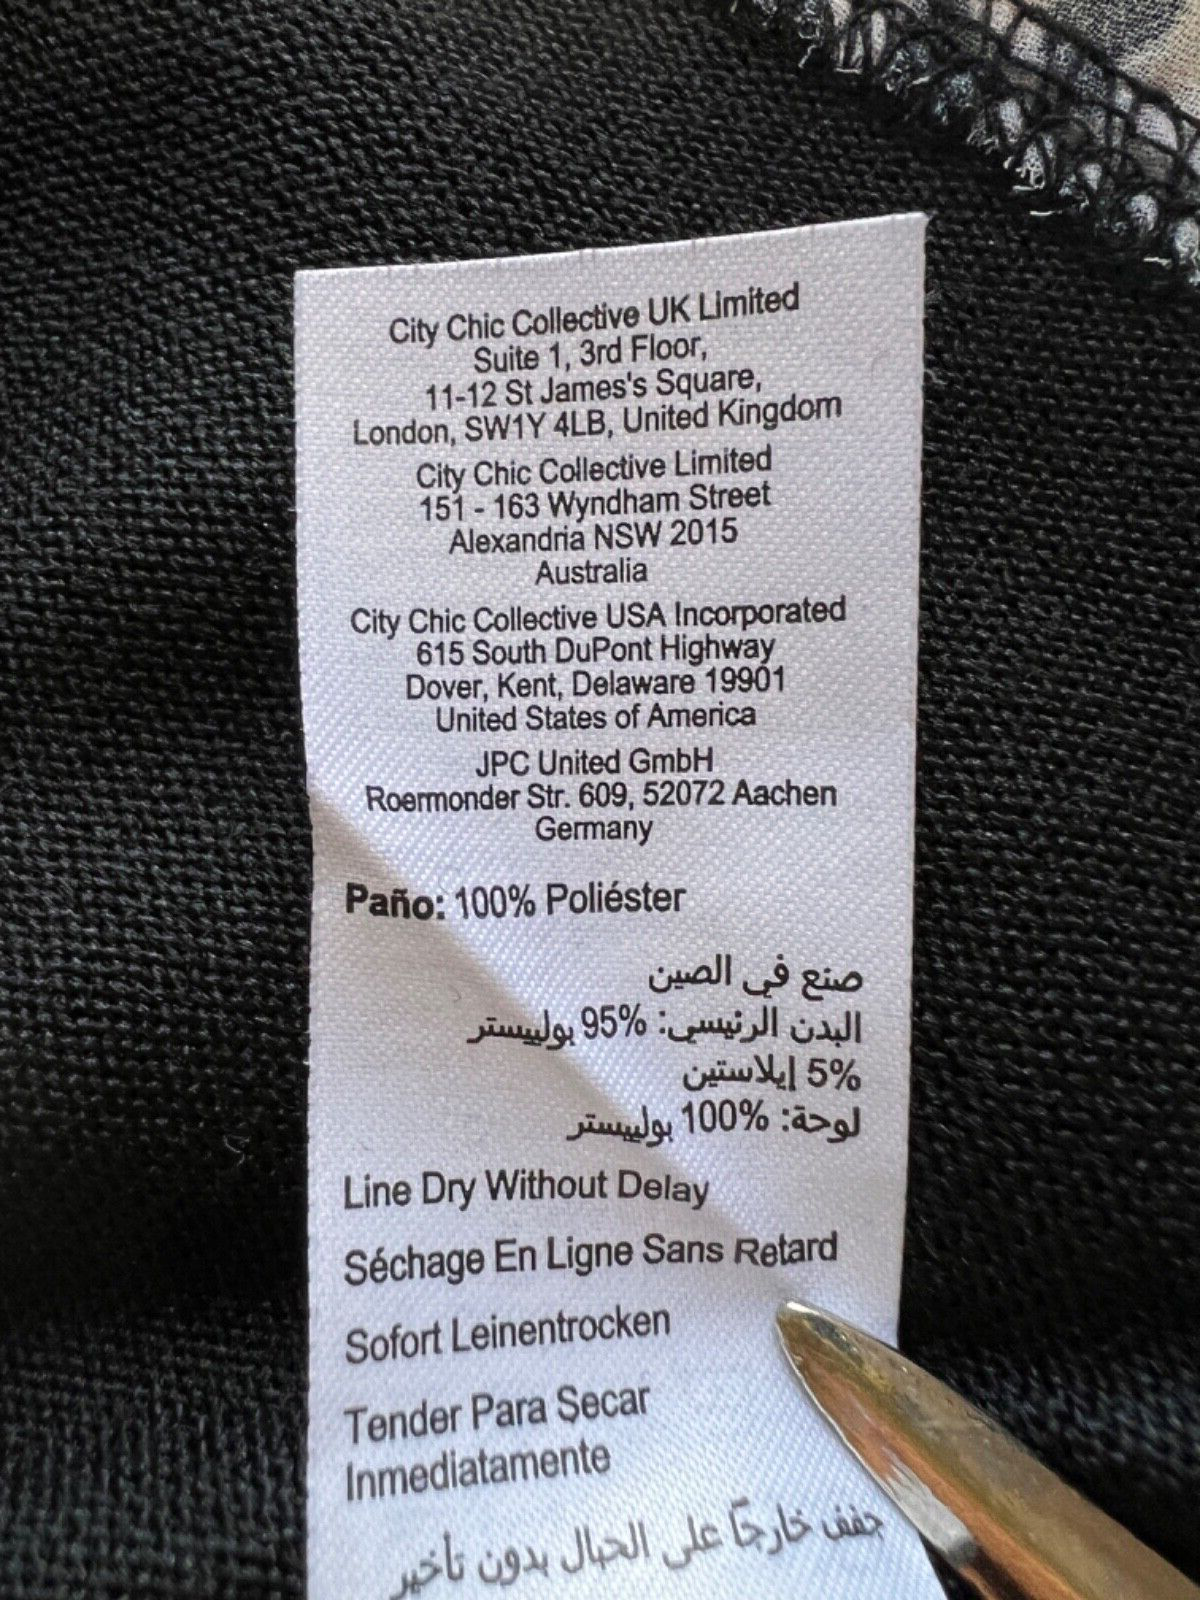 City Chic Collective UK Limited
Suite 1, 3rd Floor,
11-12 St James's Square,
London, SW1Y 4LB, United Kingdom
City Chic Collective Limited
151 - 163 Wyndham Street
Alexandria NSW 2015
Australia
City Chic Collective USA Incorporated
615 South DuPont Highway
Dover, Kent, Delaware 19901
United States of America
JPC United GmbH
Roermonder Str. 609, 52072 Aachen
Germany
Paño: 100% Poliéster
صنع في الصين
البدن الرئيسي: 95% بوليبستر
5% إيلاستين
لوحة: 100% بوليبستر
Line Dry Without Delay
Séchage En Ligne Sans Retard
Sofort Leinentrocken
Tender Para Secar
Inmediatamente
جفف خارجًا على الحبال بدون تأخير